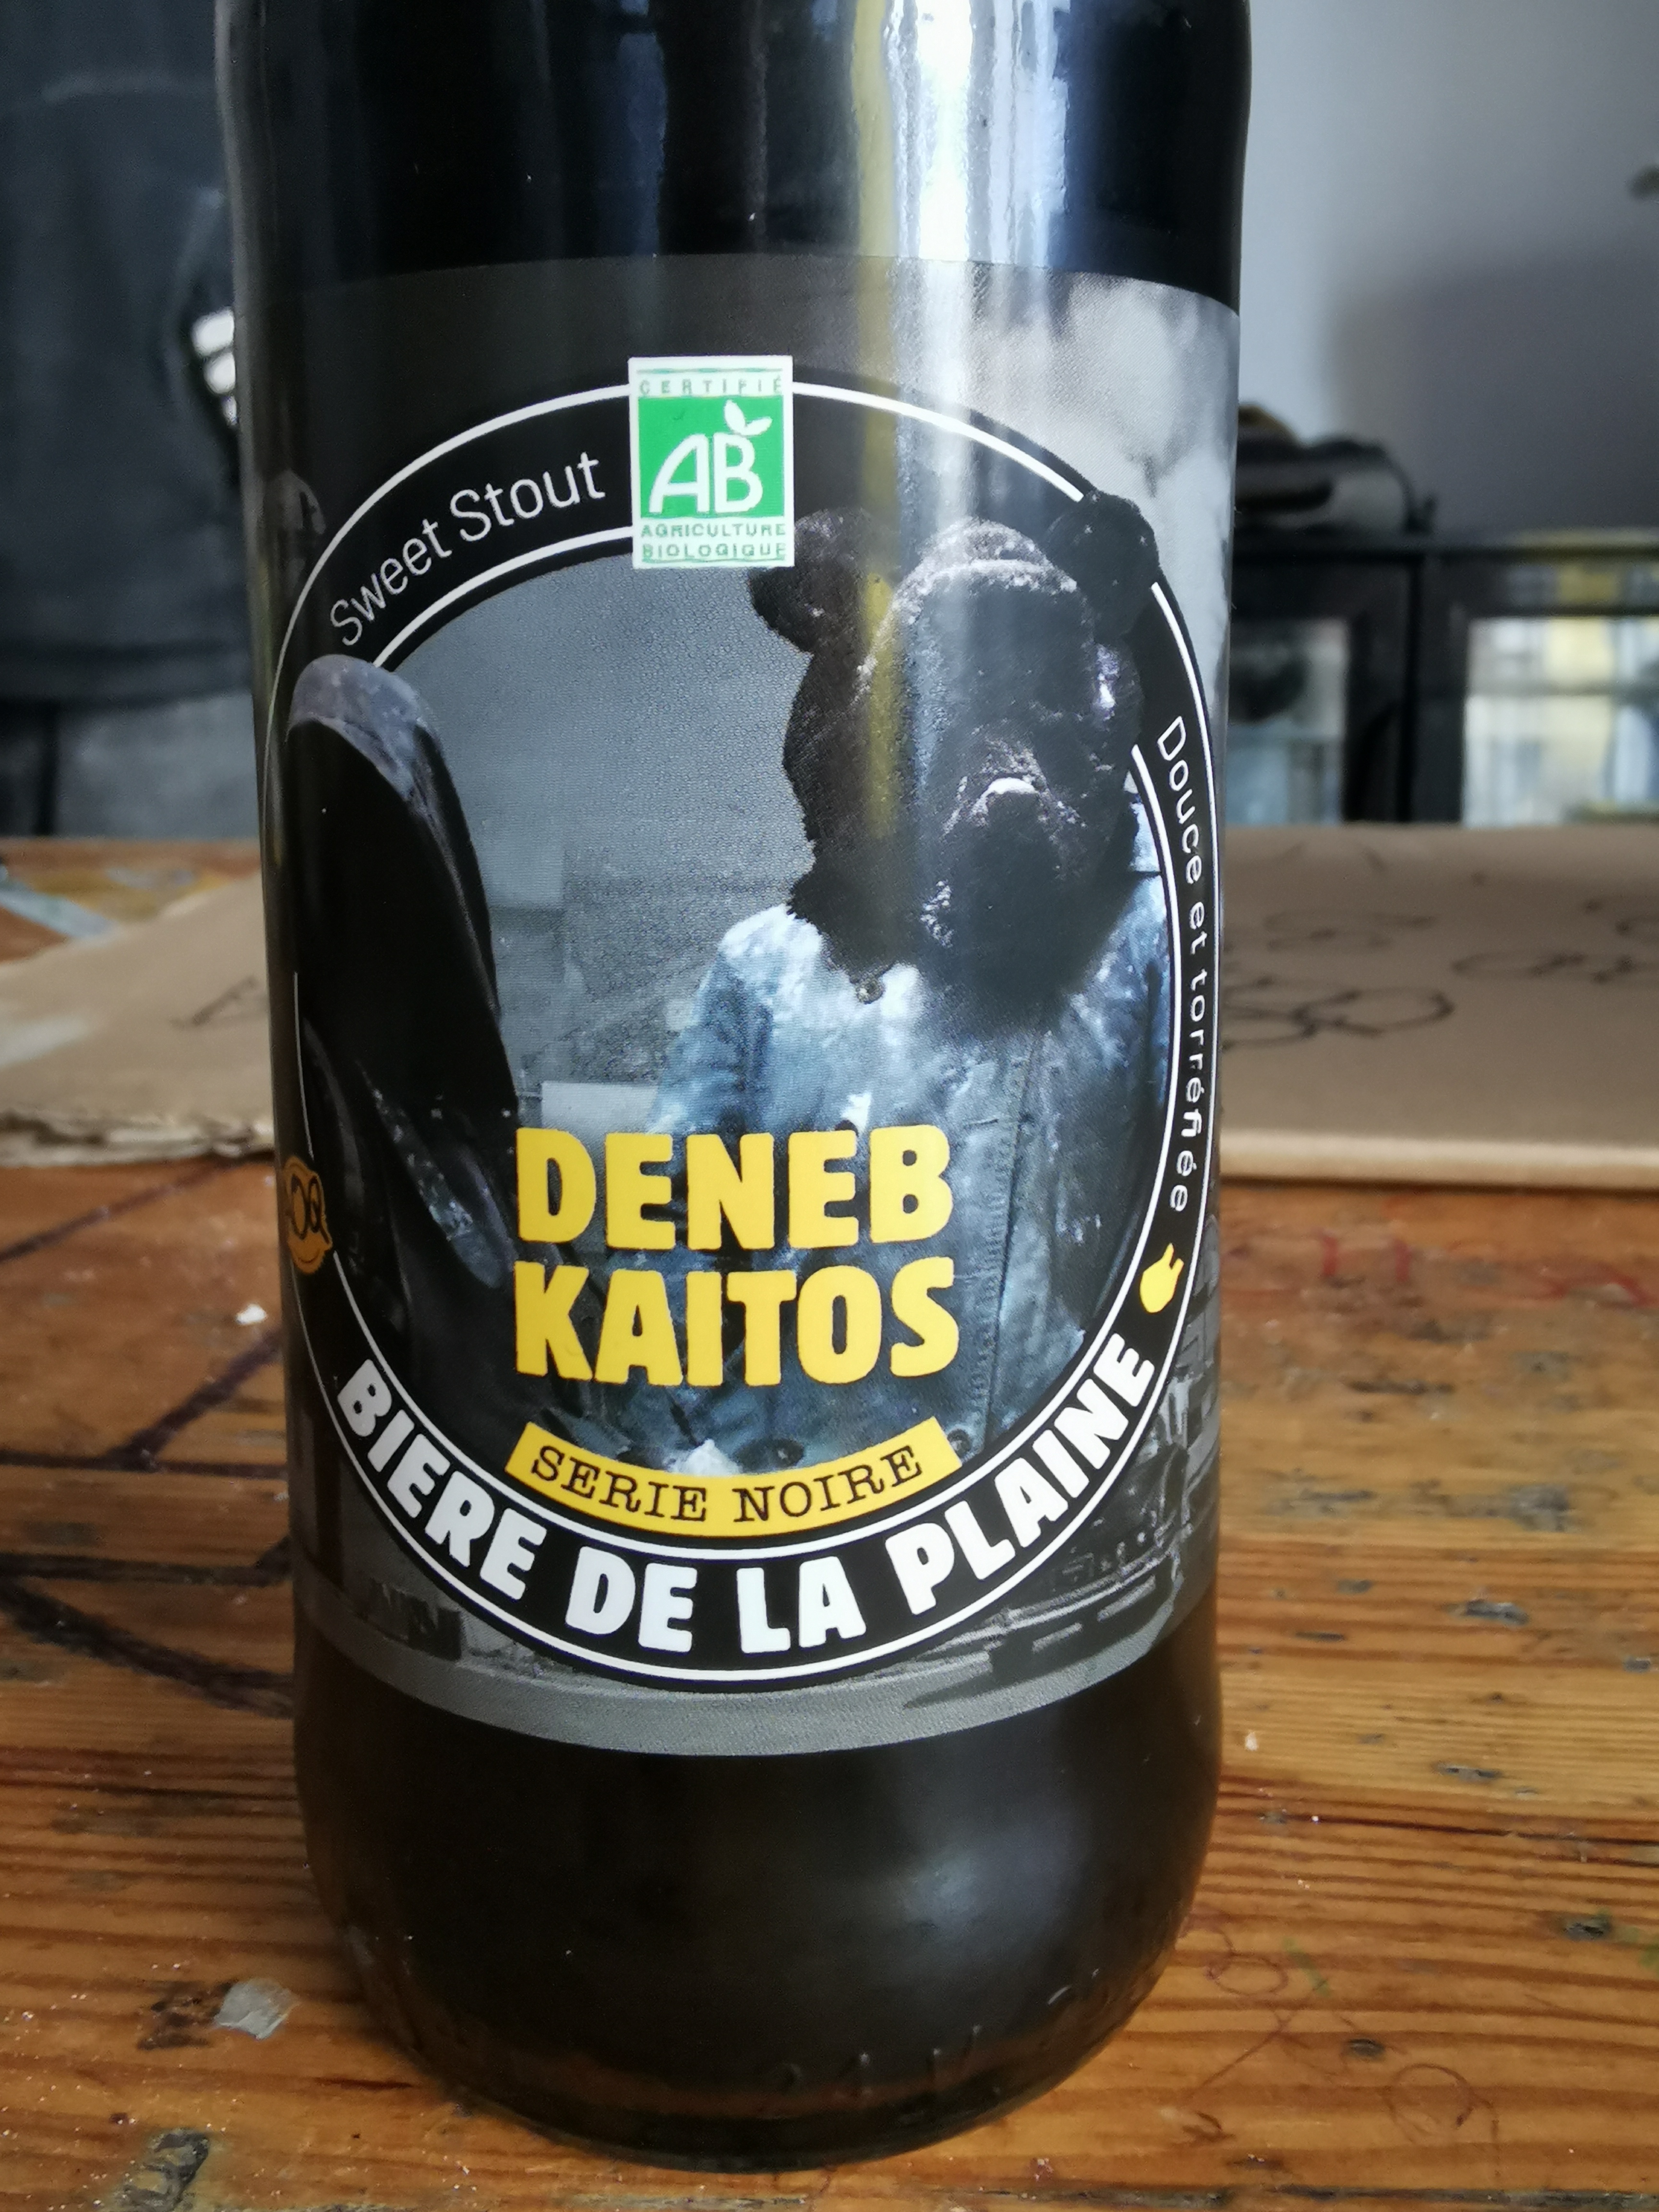 CERTIFIÉ
AB
AGRICULTURE
BIOLOGIQUE
Sweet Stout
Douce et torréfiée
DENEB
KAITOS
SERIE NOIRE
BIERE DE LA PLAINE